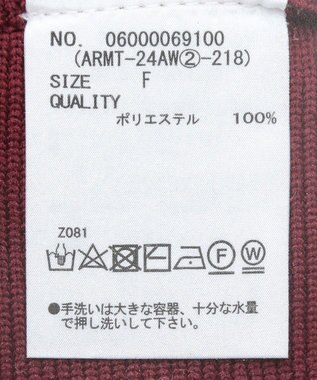 NO. 06000069100
(ARMT-24AW②-218)
SIZE F
QUALITY
ポリエステル 100%
Z081
F W
●手洗いは大きな容器、十分な水量
で押し洗いして下さい。